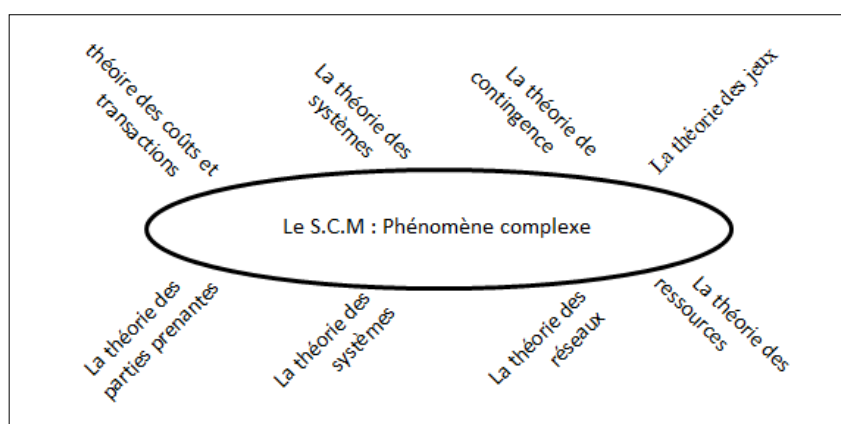 théoire des coûts et
transactions
La théorie des
systèmes
La théorie de
contingence
La théorie des jeux
Le S.C.M : Phénomène complexe
La théorie des
parties prenantes
La théorie des
systèmes
La théorie des
réseaux
La théorie des
ressources